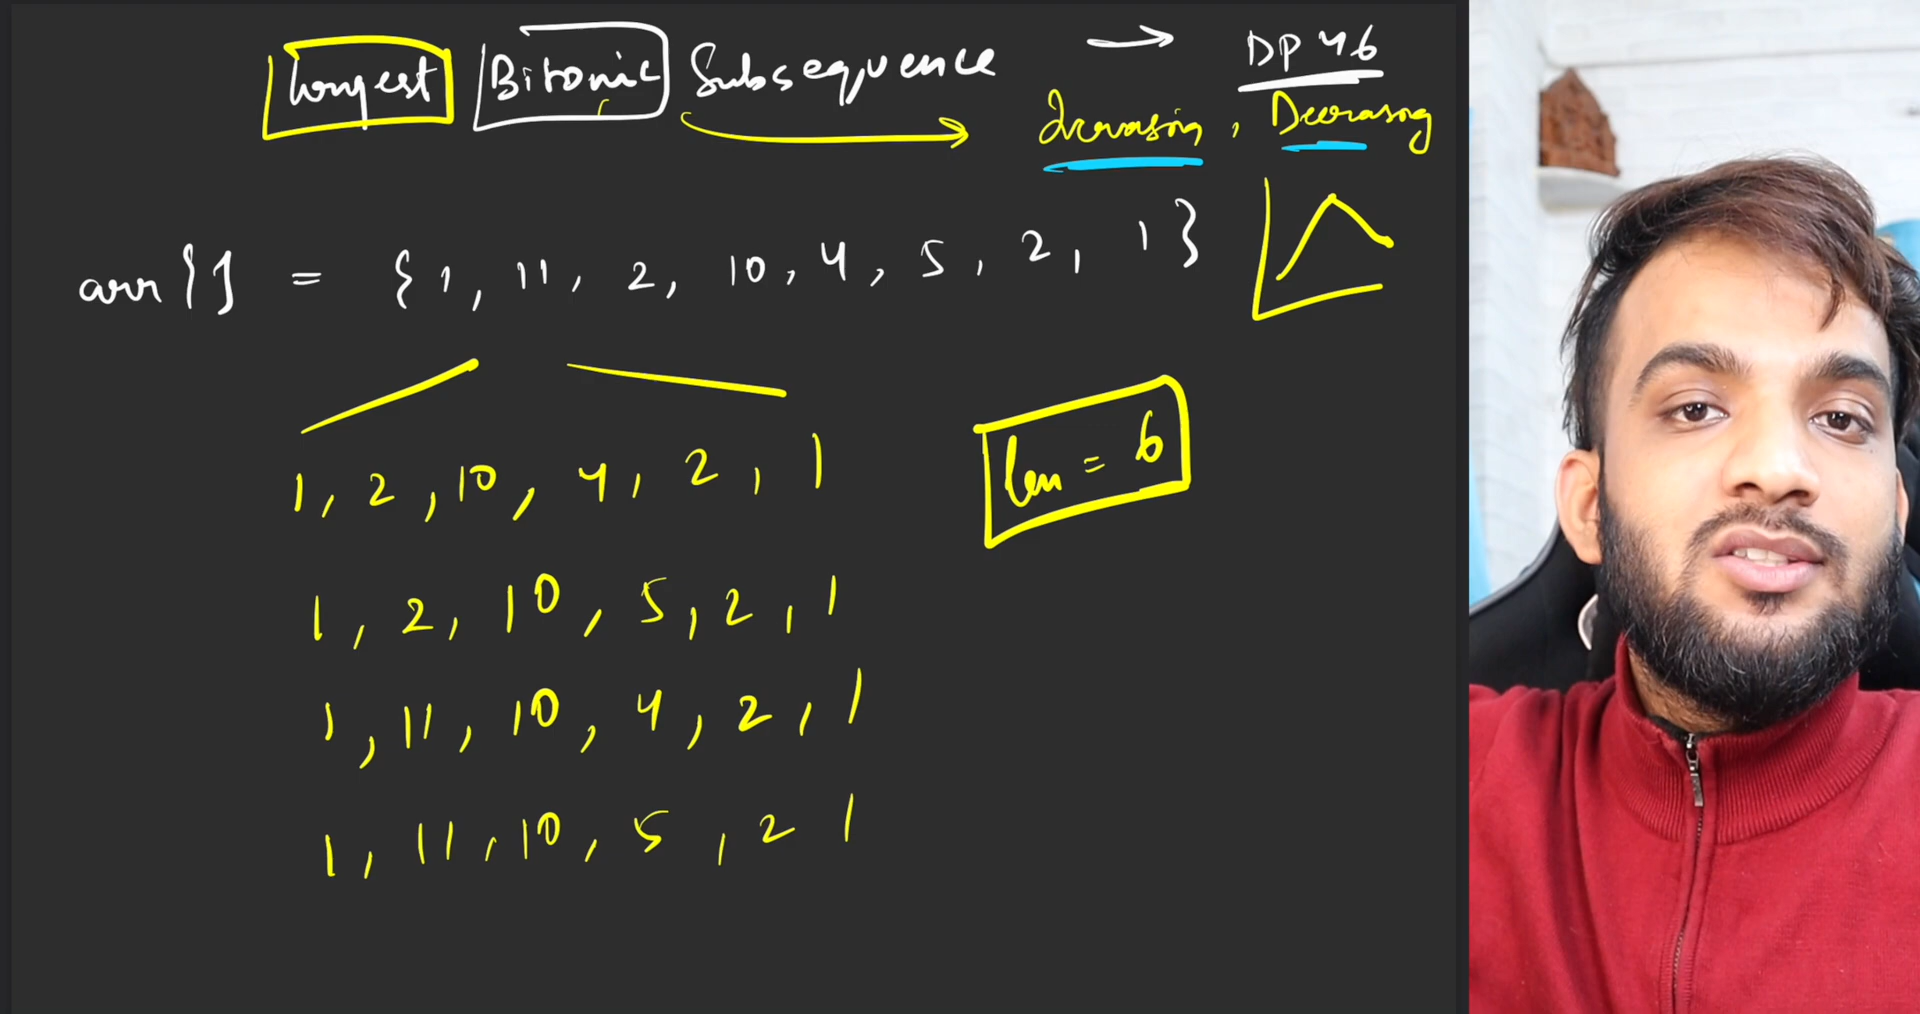 Longest Bitonic Subsequence → DP 46
Increasing, Decreasing
arr[] = {1, 11, 2, 10, 4, 5, 2, 1}
1, 2, 10, 4, 2, 1
len = 6
1, 2, 10, 5, 2, 1
1, 11, 10, 4, 2, 1
1, 11, 10, 5, 2 1